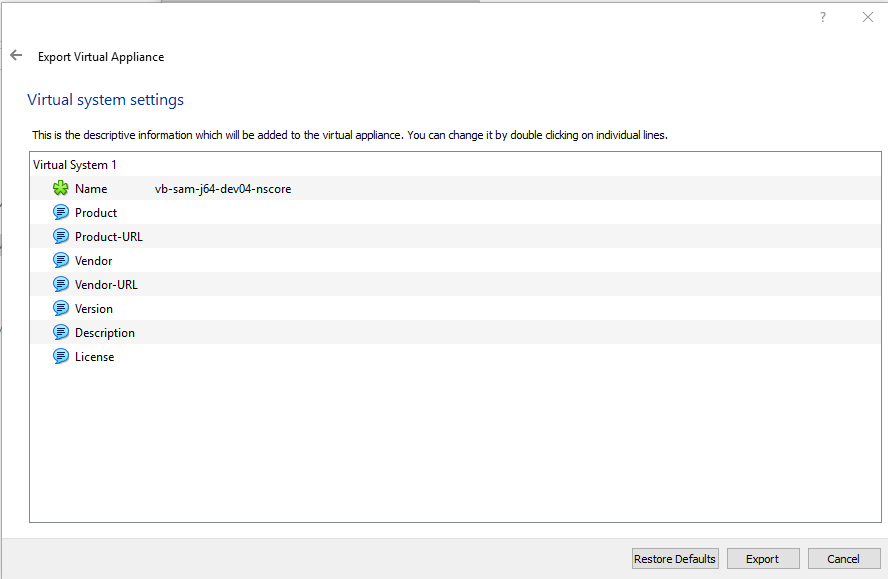 ?
Export Virtual Appliance
Virtual system settings
This is the descriptive information which will be added to the virtual appliance. You can change it by double clicking on individual lines.
Virtual System 1
Name vb-sam-j64-dev04-nscore
Product
Product-URL
Vendor
Vendor-URL
Version
Description
License
Restore Defaults Export Cancel